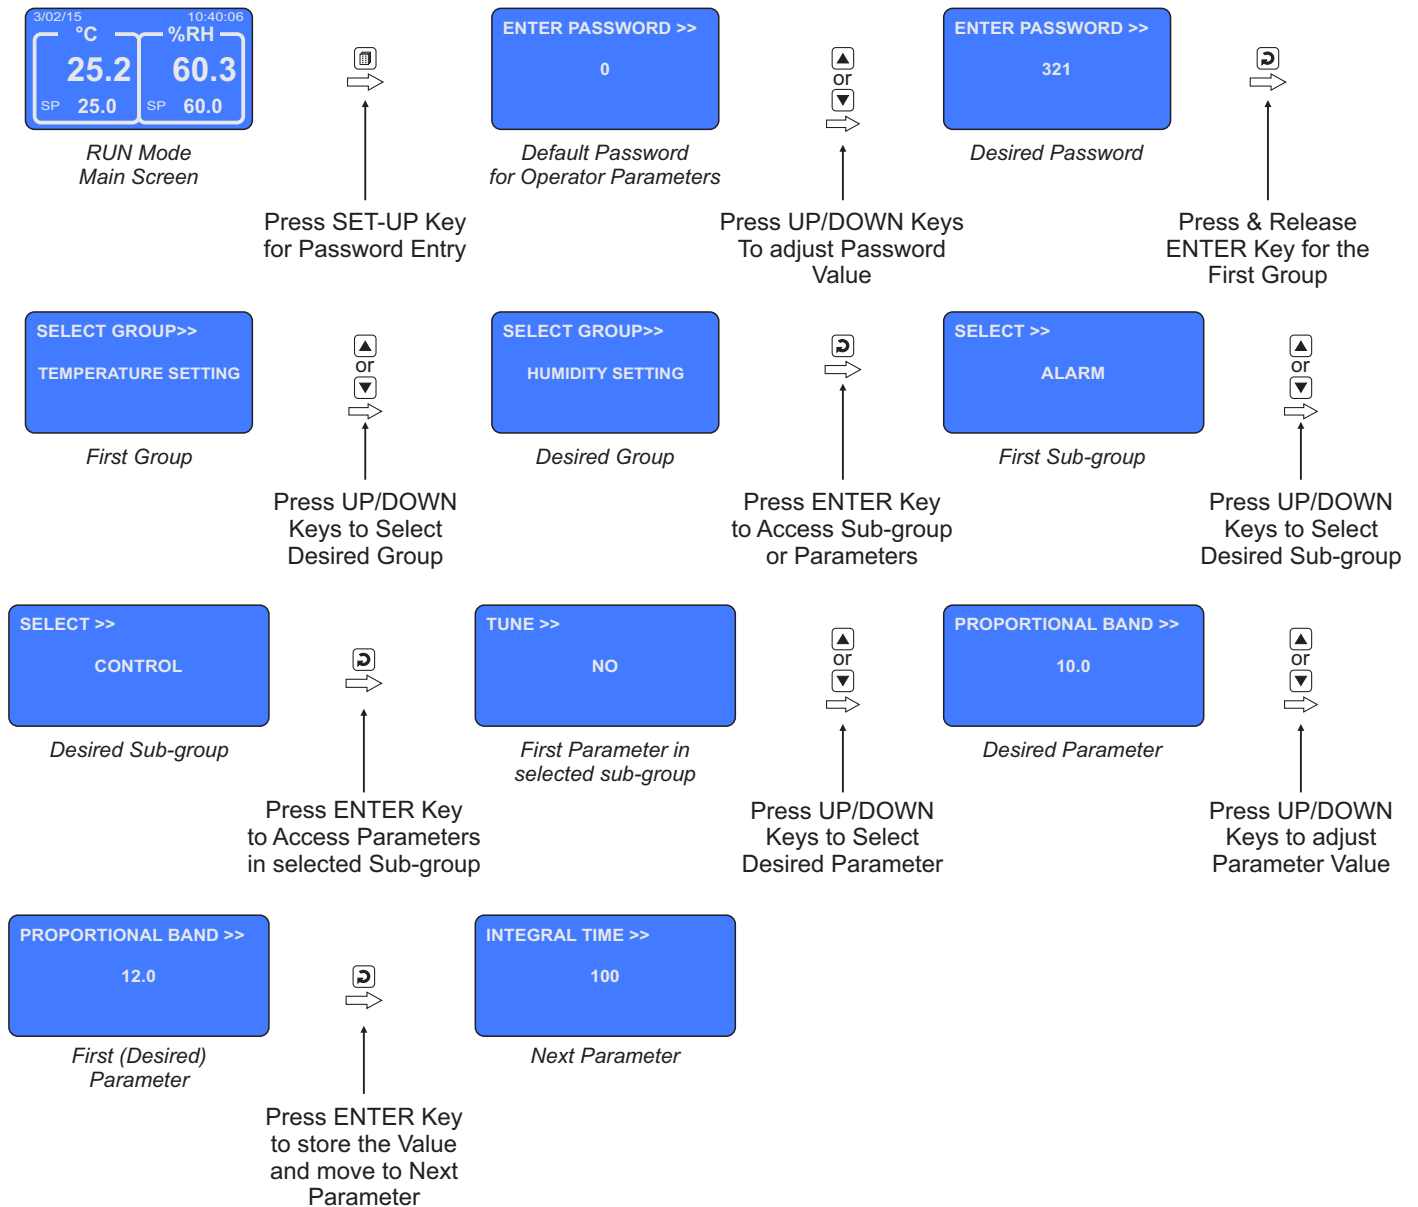 3/02/15 10:40:06
°C %RH
25.2 60.3
SP 25.0 SP 60.0
RUN Mode
Main Screen
Press SET-UP Key
for Password Entry
ENTER PASSWORD >>
0
Default Password
for Operator Parameters
or
Press UP/DOWN Keys
To adjust Password
Value
ENTER PASSWORD >>
321
Desired Password
Press & Release
ENTER Key for the
First Group
SELECT GROUP>>
TEMPERATURE SETTING
First Group
or
Press UP/DOWN
Keys to Select
Desired Group
SELECT GROUP>>
HUMIDITY SETTING
Desired Group
Press ENTER Key
to Access Sub-group
or Parameters
SELECT >>
ALARM
First Sub-group
or
Press UP/DOWN
Keys to Select
Desired Sub-group
SELECT >>
CONTROL
Desired Sub-group
Press ENTER Key
to Access Parameters
in selected Sub-group
TUNE >>
NO
First Parameter in
selected sub-group
or
Press UP/DOWN
Keys to Select
Desired Parameter
PROPORTIONAL BAND >>
10.0
Desired Parameter
or
Press UP/DOWN
Keys to adjust
Parameter Value
PROPORTIONAL BAND >>
12.0
First (Desired)
Parameter
Press ENTER Key
to store the Value
and move to Next
Parameter
INTEGRAL TIME >>
100
Next Parameter